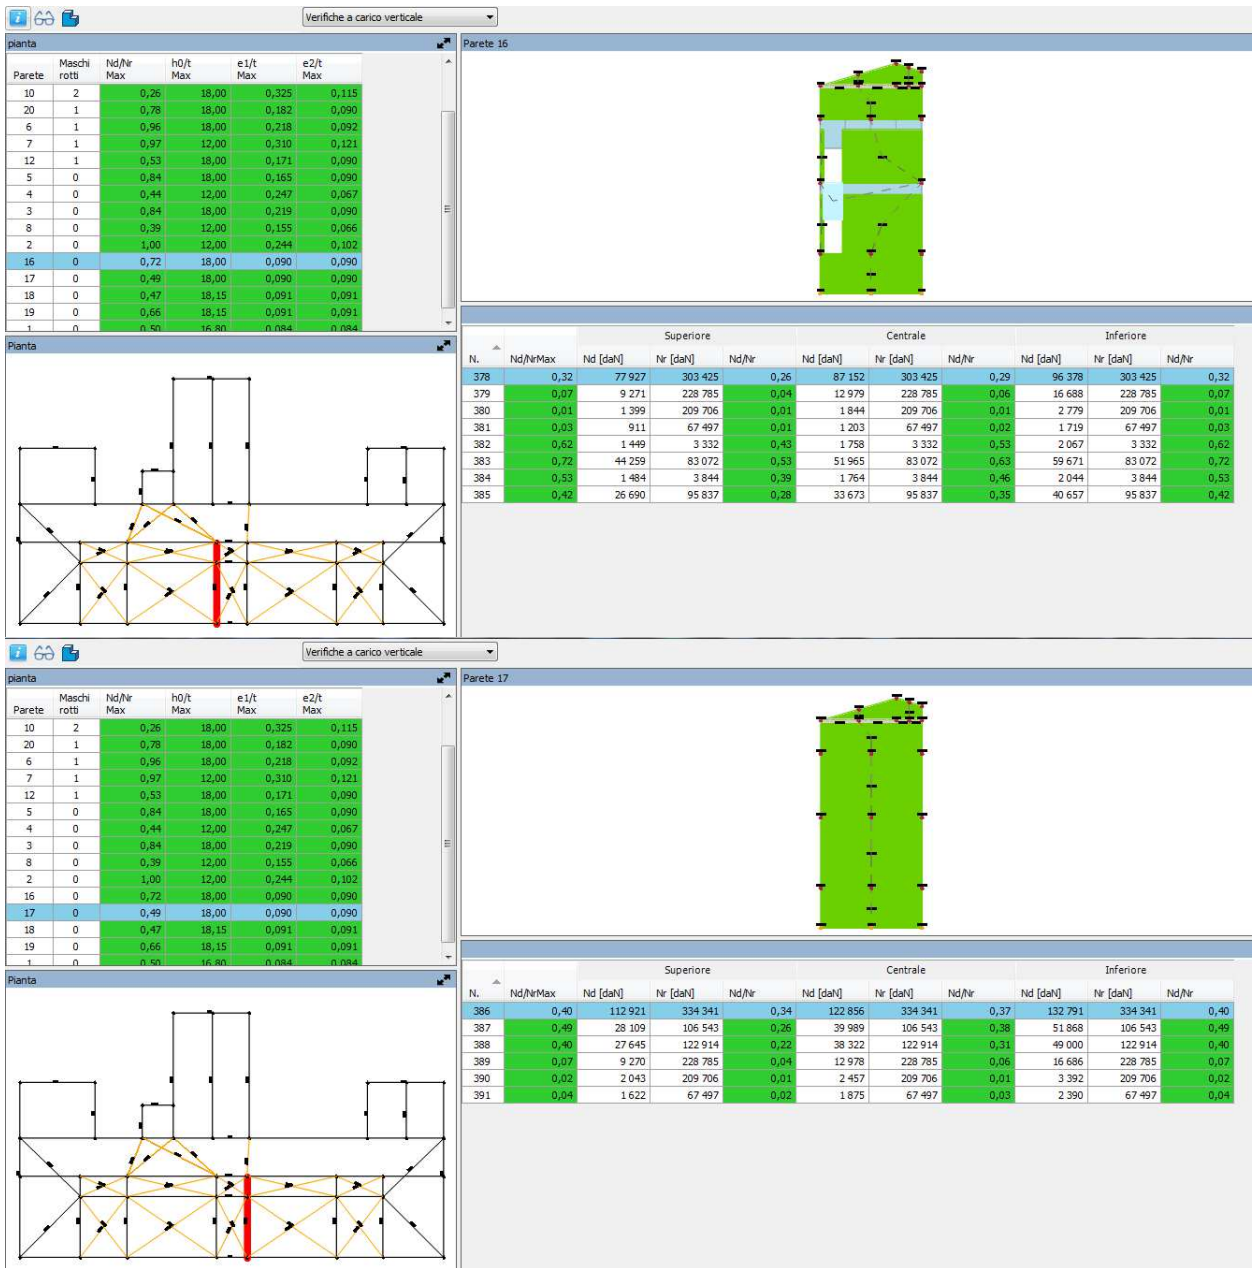 Verifiche a carico verticale
pianta
Parete 16
Parete Maschi rotti Nd/Nr Max h0/t Max e1/t Max e2/t Max
10 2 0,26 18,00 0,325 0,115
20 1 0,78 18,00 0,182 0,090
6 1 0,96 18,00 0,218 0,092
7 1 0,97 12,00 0,310 0,121
12 1 0,53 18,00 0,171 0,090
5 0 0,84 18,00 0,165 0,090
4 0 0,44 12,00 0,247 0,067
3 0 0,84 18,00 0,219 0,090
8 0 0,39 12,00 0,155 0,066
2 0 1,00 12,00 0,244 0,102
16 0 0,72 18,00 0,090 0,090
17 0 0,49 18,00 0,090 0,090
18 0 0,47 18,15 0,091 0,091
19 0 0,66 18,15 0,091 0,091
1 0 0,50 16,80 0,084 0,084
Pianta
Superiore Centrale Inferiore
N. Nd/NrMax Nd [daN] Nr [daN] Nd/Nr Nd [daN] Nr [daN] Nd/Nr Nd [daN] Nr [daN] Nd/Nr
378 0,32 77 927 303 425 0,26 87 152 303 425 0,29 96 378 303 425 0,32
379 0,07 9 271 228 785 0,04 12 979 228 785 0,06 16 688 228 785 0,07
380 0,01 1 399 209 706 0,01 1 844 209 706 0,01 2 779 209 706 0,01
381 0,03 911 67 497 0,01 1 203 67 497 0,02 1 719 67 497 0,03
382 0,62 1 449 3 332 0,43 1 758 3 332 0,53 2 067 3 332 0,62
383 0,72 44 259 83 072 0,53 51 965 83 072 0,63 59 671 83 072 0,72
384 0,53 1 484 3 844 0,39 1 764 3 844 0,46 2 044 3 844 0,53
385 0,42 26 690 95 837 0,28 33 673 95 837 0,35 40 657 95 837 0,42
Verifiche a carico verticale
pianta
Parete 17
Parete Maschi rotti Nd/Nr Max h0/t Max e1/t Max e2/t Max
10 2 0,26 18,00 0,325 0,115
20 1 0,78 18,00 0,182 0,090
6 1 0,96 18,00 0,218 0,092
7 1 0,97 12,00 0,310 0,121
12 1 0,53 18,00 0,171 0,090
5 0 0,84 18,00 0,165 0,090
4 0 0,44 12,00 0,247 0,067
3 0 0,84 18,00 0,219 0,090
8 0 0,39 12,00 0,155 0,066
2 0 1,00 12,00 0,244 0,102
16 0 0,72 18,00 0,090 0,090
17 0 0,49 18,00 0,090 0,090
18 0 0,47 18,15 0,091 0,091
19 0 0,66 18,15 0,091 0,091
1 0 0,50 16,80 0,084 0,084
Pianta
Superiore Centrale Inferiore
N. Nd/NrMax Nd [daN] Nr [daN] Nd/Nr Nd [daN] Nr [daN] Nd/Nr Nd [daN] Nr [daN] Nd/Nr
386 0,40 112 921 334 341 0,34 122 856 334 341 0,37 132 791 334 341 0,40
387 0,49 28 109 106 543 0,26 39 989 106 543 0,38 51 868 106 543 0,49
388 0,40 27 645 122 914 0,22 38 322 122 914 0,31 49 000 122 914 0,40
389 0,07 9 270 228 785 0,04 12 978 228 785 0,06 16 686 228 785 0,07
390 0,02 2 043 209 706 0,01 2 457 209 706 0,01 3 392 209 706 0,02
391 0,04 1 622 67 497 0,02 1 875 67 497 0,03 2 390 67 497 0,04